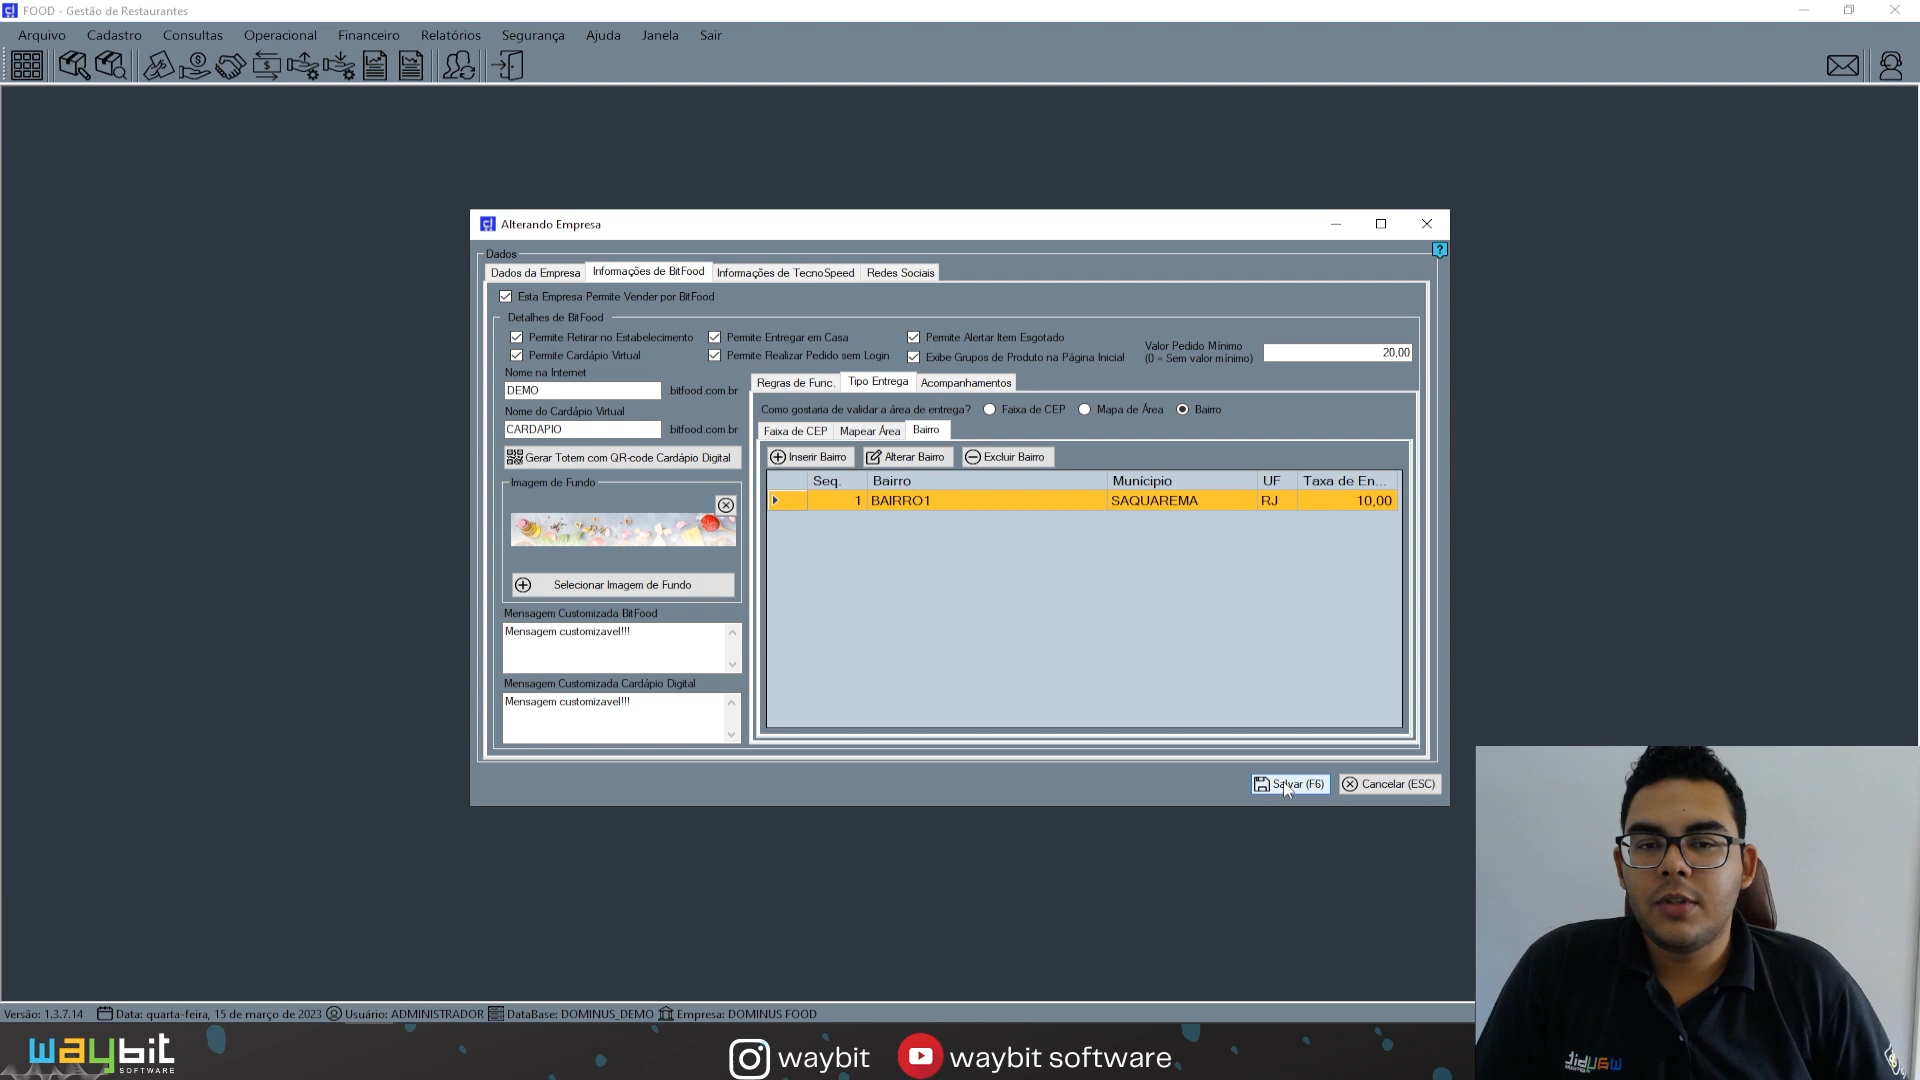 FOOD - Gestão de Restaurantes
Arquivo Cadastro Consultas Operacional Financeiro Relatórios Segurança Ajuda Janela Sair
Alterando Empresa
?
Dados
Dados da Empresa Informações de BitFood Informações de TecnoSpeed Redes Sociais
Esta Empresa Permite Vender por BitFood
Detalhes de BitFood
Permite Retirar no Estabelecimento Permite Entregar em Casa Permite Alertar Item Esgotado
Permite Cardápio Virtual Permite Realizar Pedido sem Login Exibe Grupos de Produto na Página Inicial
Valor Pedido Mínimo
(0 = Sem valor mínimo) 20,00
Nome na Internet
DEMO .bitfood.com.br
Nome do Cardápio Virtual
CARDAPIO .bitfood.com.br
Gerar Totem com QR-code Cardápio Digital
Imagem de Fundo
Selecionar Imagem de Fundo
Mensagem Customizada BitFood
Mensagem customizavel!!!
Mensagem Customizada Cardápio Digital
Mensagem customizavel!!!
Regras de Func. Tipo Entrega Acompanhamentos
Como gostaria de validar a área de entrega? Faixa de CEP Mapa de Área Bairro
Faixa de CEP Mapear Área Bairro
Inserir Bairro Alterar Bairro Excluir Bairro
Seq. Bairro Munícipio UF Taxa de En...
1 BAIRRO1 SAQUAREMA RJ 10,00
Salvar (F6) Cancelar (ESC)
Versão: 1.3.7.14 Data: quarta-feira, 15 de março de 2023 Usuário: ADMINISTRADOR DataBase: DOMINUS_DEMO Empresa: DOMINUS FOOD
waybit
SOFTWARE
waybit waybit software
waybit